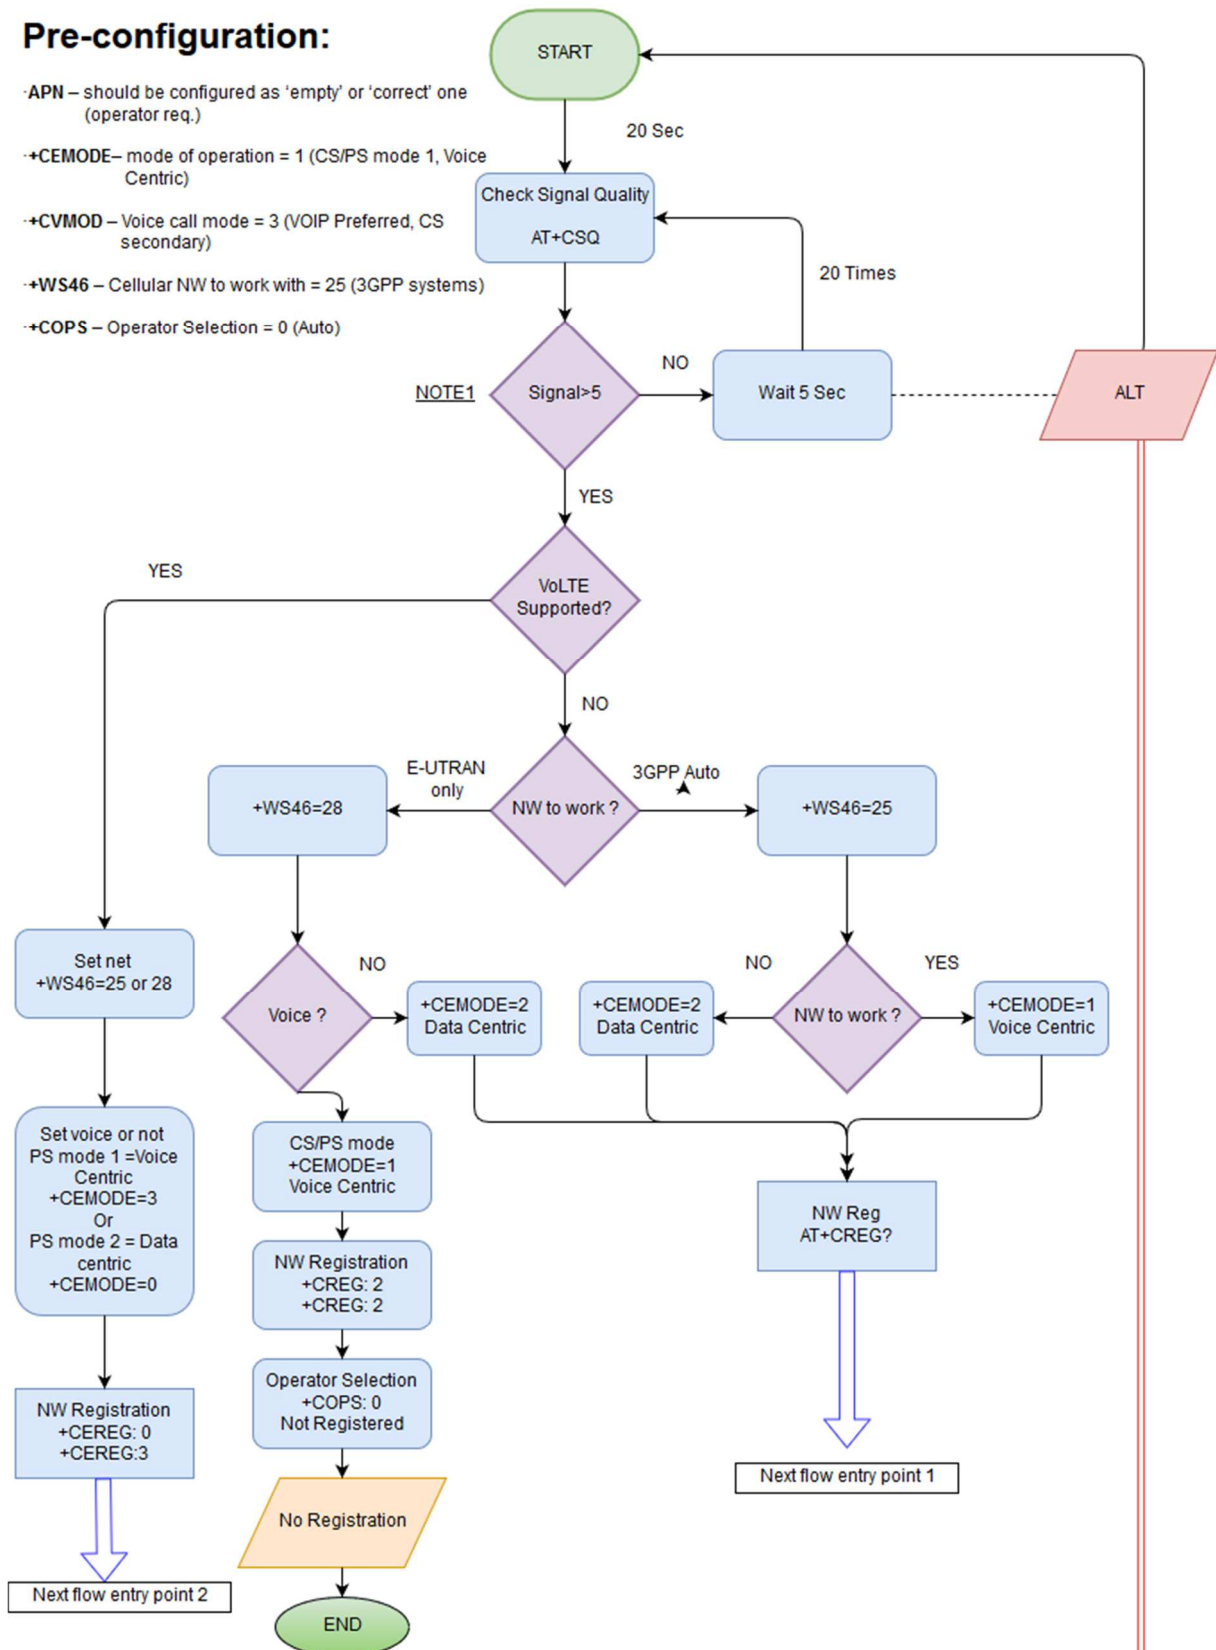 Pre-configuration:
·APN – should be configured as ‘empty’ or ‘correct’ one
(operator req.)
·+CEMODE– mode of operation = 1 (CS/PS mode 1, Voice
Centric)
·+CVMOD – Voice call mode = 3 (VOIP Preferred, CS
secondary)
·+WS46 – Cellular NW to work with = 25 (3GPP systems)
·+COPS – Operator Selection = 0 (Auto)
START
20 Sec
Check Signal Quality
AT+CSQ
20 Times
NOTE1
Signal>5
NO
Wait 5 Sec
ALT
YES
YES
VoLTE
Supported?
NO
E-UTRAN
only
3GPP Auto
+WS46=28
NW to work ?
+WS46=25
Set net
+WS46=25 or 28
Voice ?
NO
+CEMODE=2
Data Centric
NO
+CEMODE=2
Data Centric
NW to work ?
YES
+CEMODE=1
Voice Centric
Set voice or not
PS mode 1 =Voice
Centric
+CEMODE=3
Or
PS mode 2 = Data
centric
+CEMODE=0
CS/PS mode
+CEMODE=1
Voice Centric
NW Reg
AT+CREG?
NW Registration
+CREG: 2
+CREG: 2
Operator Selection
+COPS: 0
Not Registered
NW Registration
+CEREG: 0
+CEREG:3
Next flow entry point 1
No Registration
Next flow entry point 2
END